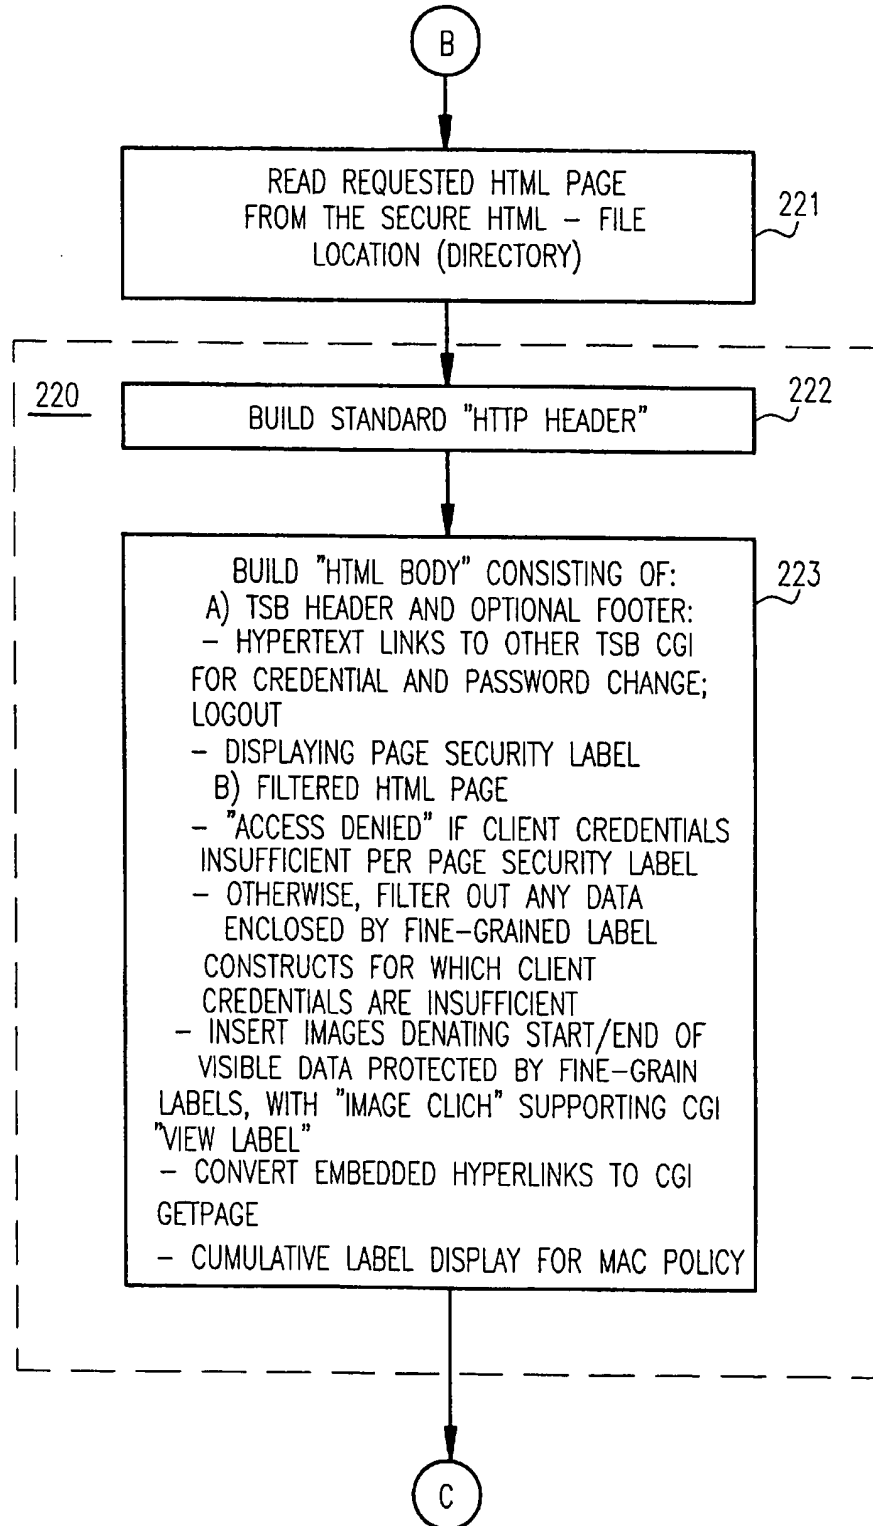 B
READ REQUESTED HTML PAGE
FROM THE SECURE HTML – FILE
LOCATION (DIRECTORY)
221
220
BUILD STANDARD "HTTP HEADER"
222
BUILD "HTML BODY" CONSISTING OF:
223
A) TSB HEADER AND OPTIONAL FOOTER:
– HYPERTEXT LINKS TO OTHER TSB CGI
FOR CREDENTIAL AND PASSWORD CHANGE;
LOGOUT
– DISPLAYING PAGE SECURITY LABEL
B) FILTERED HTML PAGE
– "ACCESS DENIED" IF CLIENT CREDENTIALS
INSUFFICIENT PER PAGE SECURITY LABEL
– OTHERWISE, FILTER OUT ANY DATA
ENCLOSED BY FINE–GRAINED LABEL
CONSTRUCTS FOR WHICH CLIENT
CREDENTIALS ARE INSUFFICIENT
– INSERT IMAGES DENATING START/END OF
VISIBLE DATA PROTECTED BY FINE–GRAIN
LABELS, WITH "IMAGE CLICH" SUPPORTING CGI
"VIEW LABEL"
– CONVERT EMBEDDED HYPERLINKS TO CGI
GETPAGE
– CUMULATIVE LABEL DISPLAY FOR MAC POLICY
C